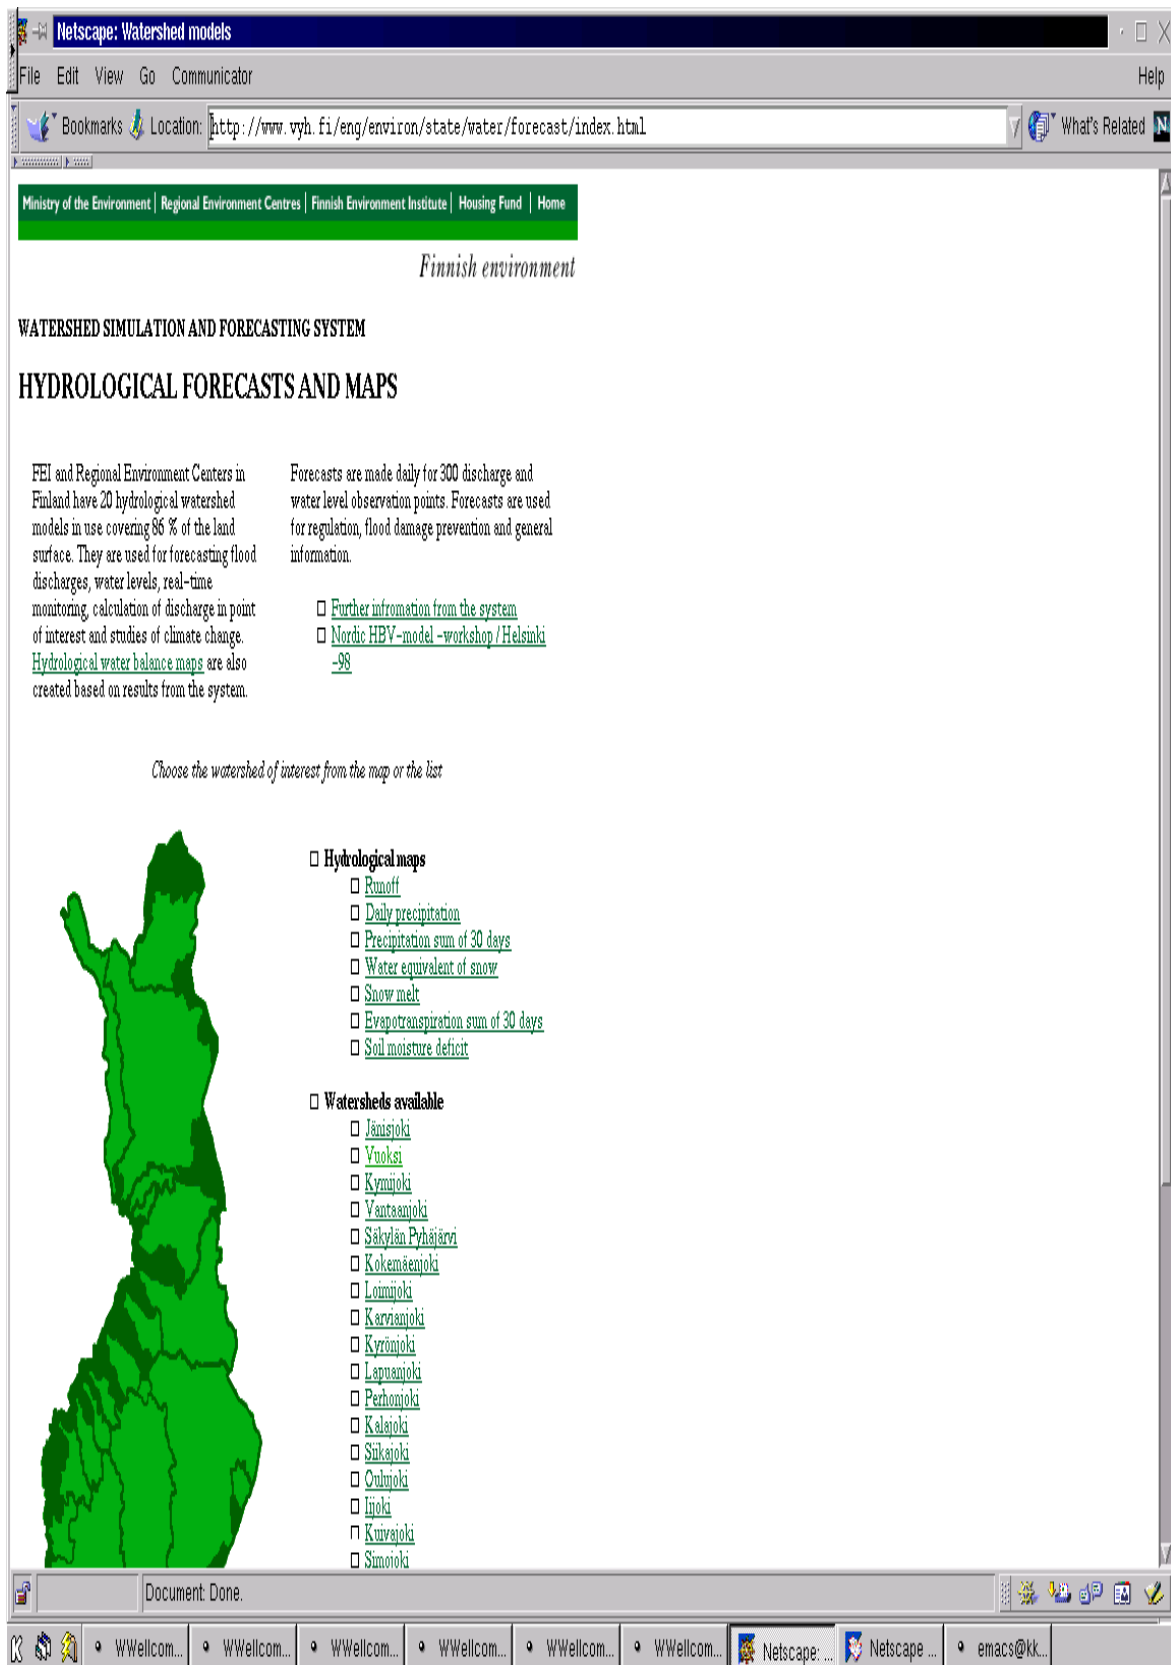 Netscape: Watershed models
File Edit View Go Communicator Help
Bookmarks Location: http://www.vyh.fi/eng/environ/state/water/forecast/index.html What's Related N
Ministry of the Environment | Regional Environment Centres | Finnish Environment Institute | Housing Fund | Home
Finnish environment
WATERSHED SIMULATION AND FORECASTING SYSTEM
HYDROLOGICAL FORECASTS AND MAPS
FEI and Regional Environment Centers in
Finland have 20 hydrological watershed
models in use covering 86 % of the land
surface. They are used for forecasting flood
discharges, water levels, real-time
monitoring, calculation of discharge in point
of interest and studies of climate change.
Hydrological water balance maps are also
created based on results from the system.
Forecasts are made daily for 300 discharge and
water level observation points. Forecasts are used
for regulation, flood damage prevention and general
information.
Further infromation from the system
Nordic HBV-model -workshop / Helsinki
-98
Choose the watershed of interest from the map or the list
Hydrological maps
Runoff
Daily precipitation
Precipitation sum of 30 days
Water equivalent of snow
Snow melt
Evapotranspiration sum of 30 days
Soil moisture deficit
Watersheds available
Jänisjoki
Vuoksi
Kymijoki
Vantaanjoki
Säkylän Pyhäjärvi
Kokemäenjoki
Loimijoki
Karvianjoki
Kyrönjoki
Lapuanjoki
Perhonjoki
Kalajoki
Siikajoki
Oulujoki
Iijoki
Kuivajoki
Simojoki
Document: Done.
K WWellcom... WWellcom... WWellcom... WWellcom... WWellcom... WWellcom... Netscape: ... Netscape ... emacs@kk...